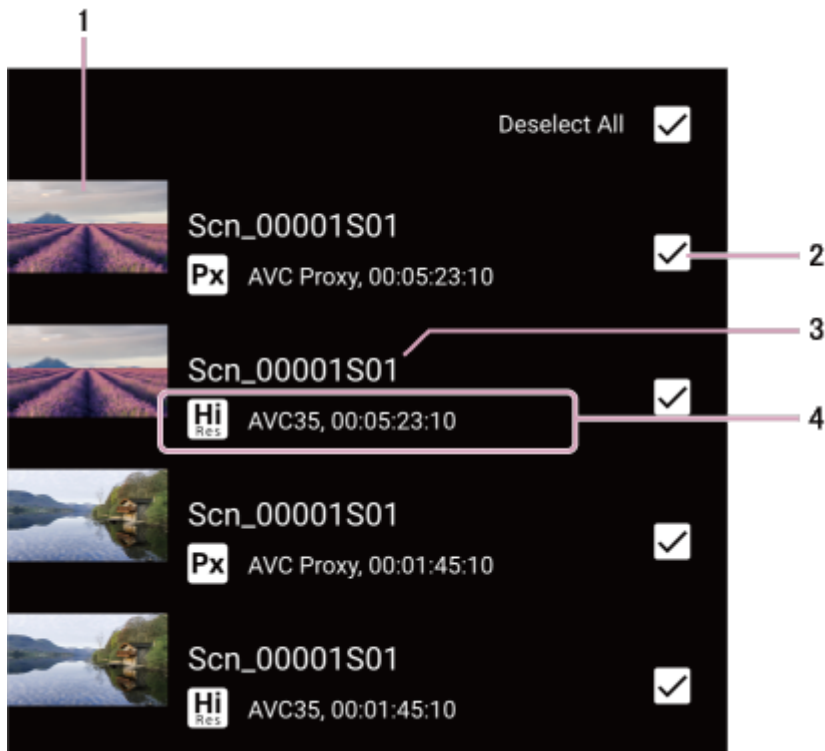 1
Deselect All
Scn_00001S01
Px AVC Proxy, 00:05:23:10
2
3
Scn_00001S01
Hi Res AVC35, 00:05:23:10
4
Scn_00001S01
Px AVC Proxy, 00:01:45:10
Scn_00001S01
Hi Res AVC35, 00:01:45:10